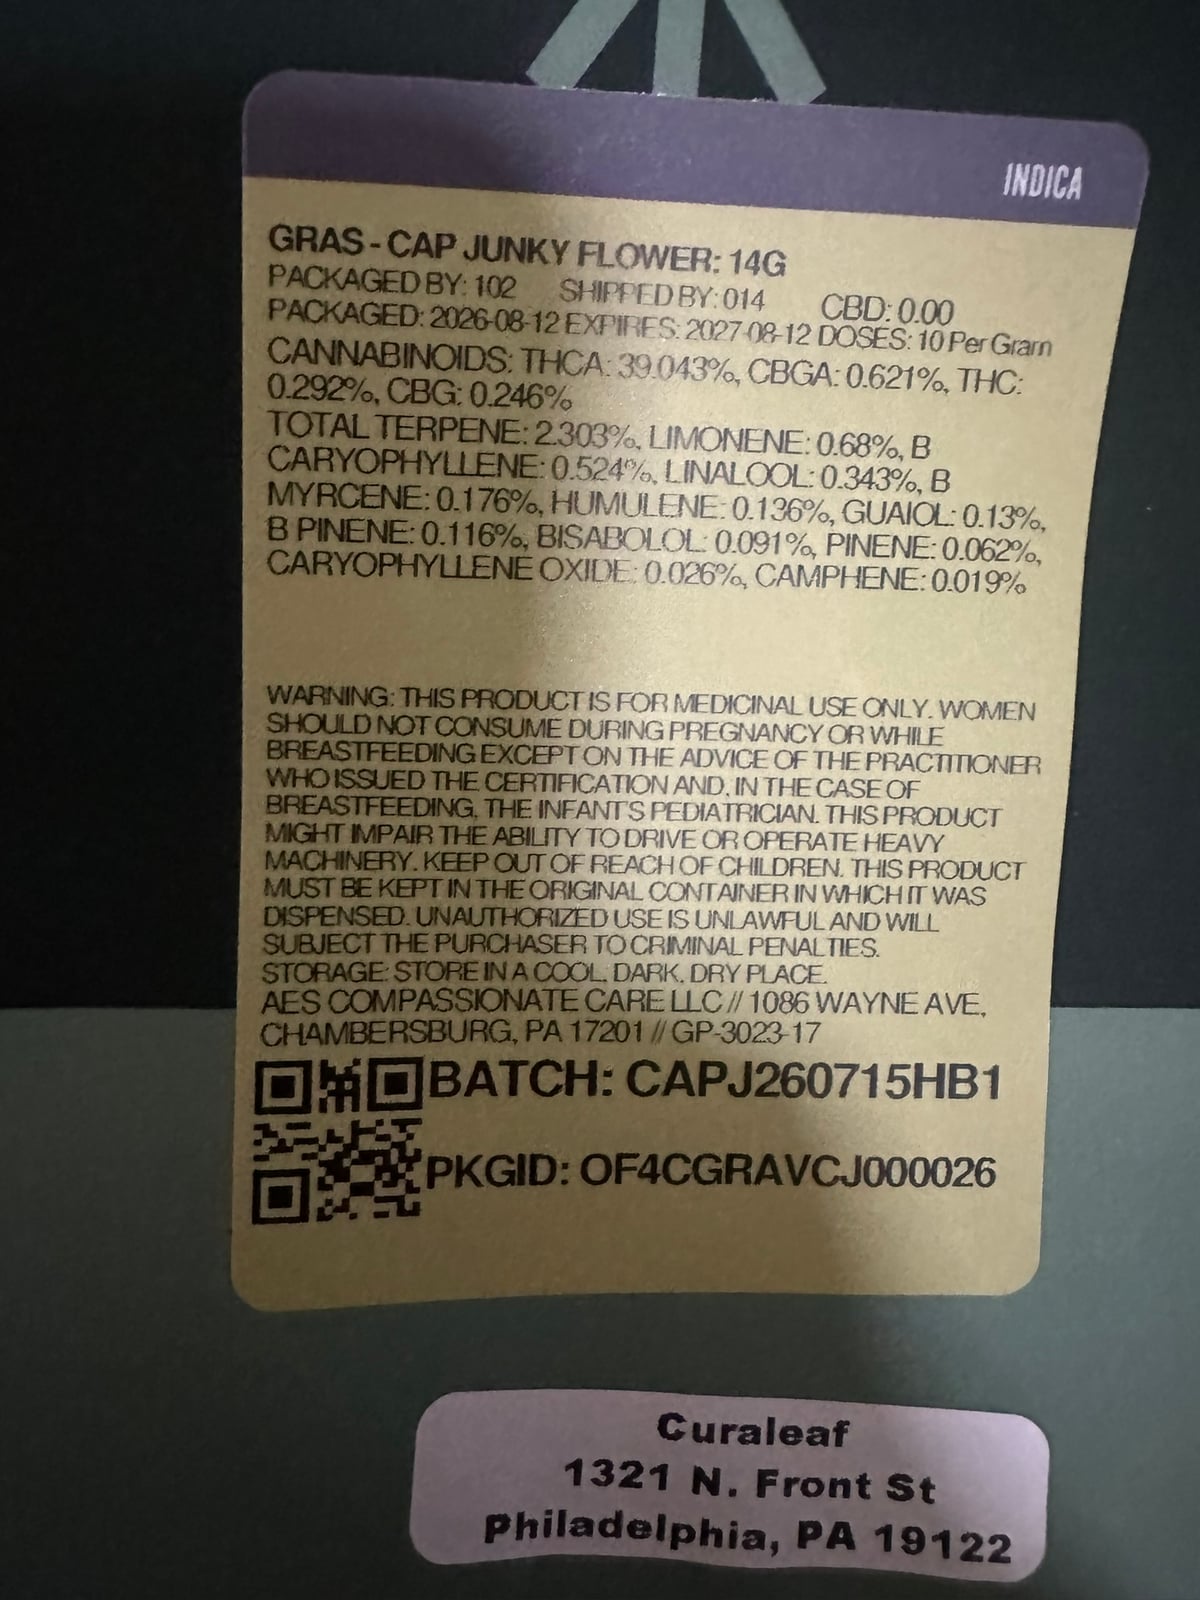 INDICA
GRAS - CAP JUNKY FLOWER: 14G
PACKAGED BY: 102 SHIPPED BY: 014 CBD: 0.00
PACKAGED: 2026-08-12 EXPIRES: 2027-08-12 DOSES: 10 Per Gram
CANNABINOIDS: THCA: 39.043%, CBGA: 0.621%, THC:
0.292%, CBG: 0.246%
TOTAL TERPENE: 2.303%, LIMONENE: 0.68%, B
CARYOPHYLLENE: 0.524%, LINALOOL: 0.343%, B
MYRCENE: 0.176%, HUMULENE: 0.136%, GUAIOL: 0.13%,
B PINENE: 0.116%, BISABOLOL: 0.091%, PINENE: 0.062%,
CARYOPHYLLENE OXIDE: 0.026%, CAMPHENE: 0.019%
WARNING: THIS PRODUCT IS FOR MEDICINAL USE ONLY. WOMEN
SHOULD NOT CONSUME DURING PREGNANCY OR WHILE
BREASTFEEDING EXCEPT ON THE ADVICE OF THE PRACTITIONER
WHO ISSUED THE CERTIFICATION AND, IN THE CASE OF
BREASTFEEDING, THE INFANT'S PEDIATRICIAN. THIS PRODUCT
MIGHT IMPAIR THE ABILITY TO DRIVE OR OPERATE HEAVY
MACHINERY. KEEP OUT OF REACH OF CHILDREN. THIS PRODUCT
MUST BE KEPT IN THE ORIGINAL CONTAINER IN WHICH IT WAS
DISPENSED. UNAUTHORIZED USE IS UNLAWFUL AND WILL
SUBJECT THE PURCHASER TO CRIMINAL PENALTIES.
STORAGE: STORE IN A COOL, DARK, DRY PLACE.
AES COMPASSIONATE CARE LLC // 1086 WAYNE AVE,
CHAMBERSBURG, PA 17201 // GP-3023-17
BATCH: CAPJ260715HB1
PKGID: OF4CGRAVCJ000026
Curaleaf
1321 N. Front St
Philadelphia, PA 19122